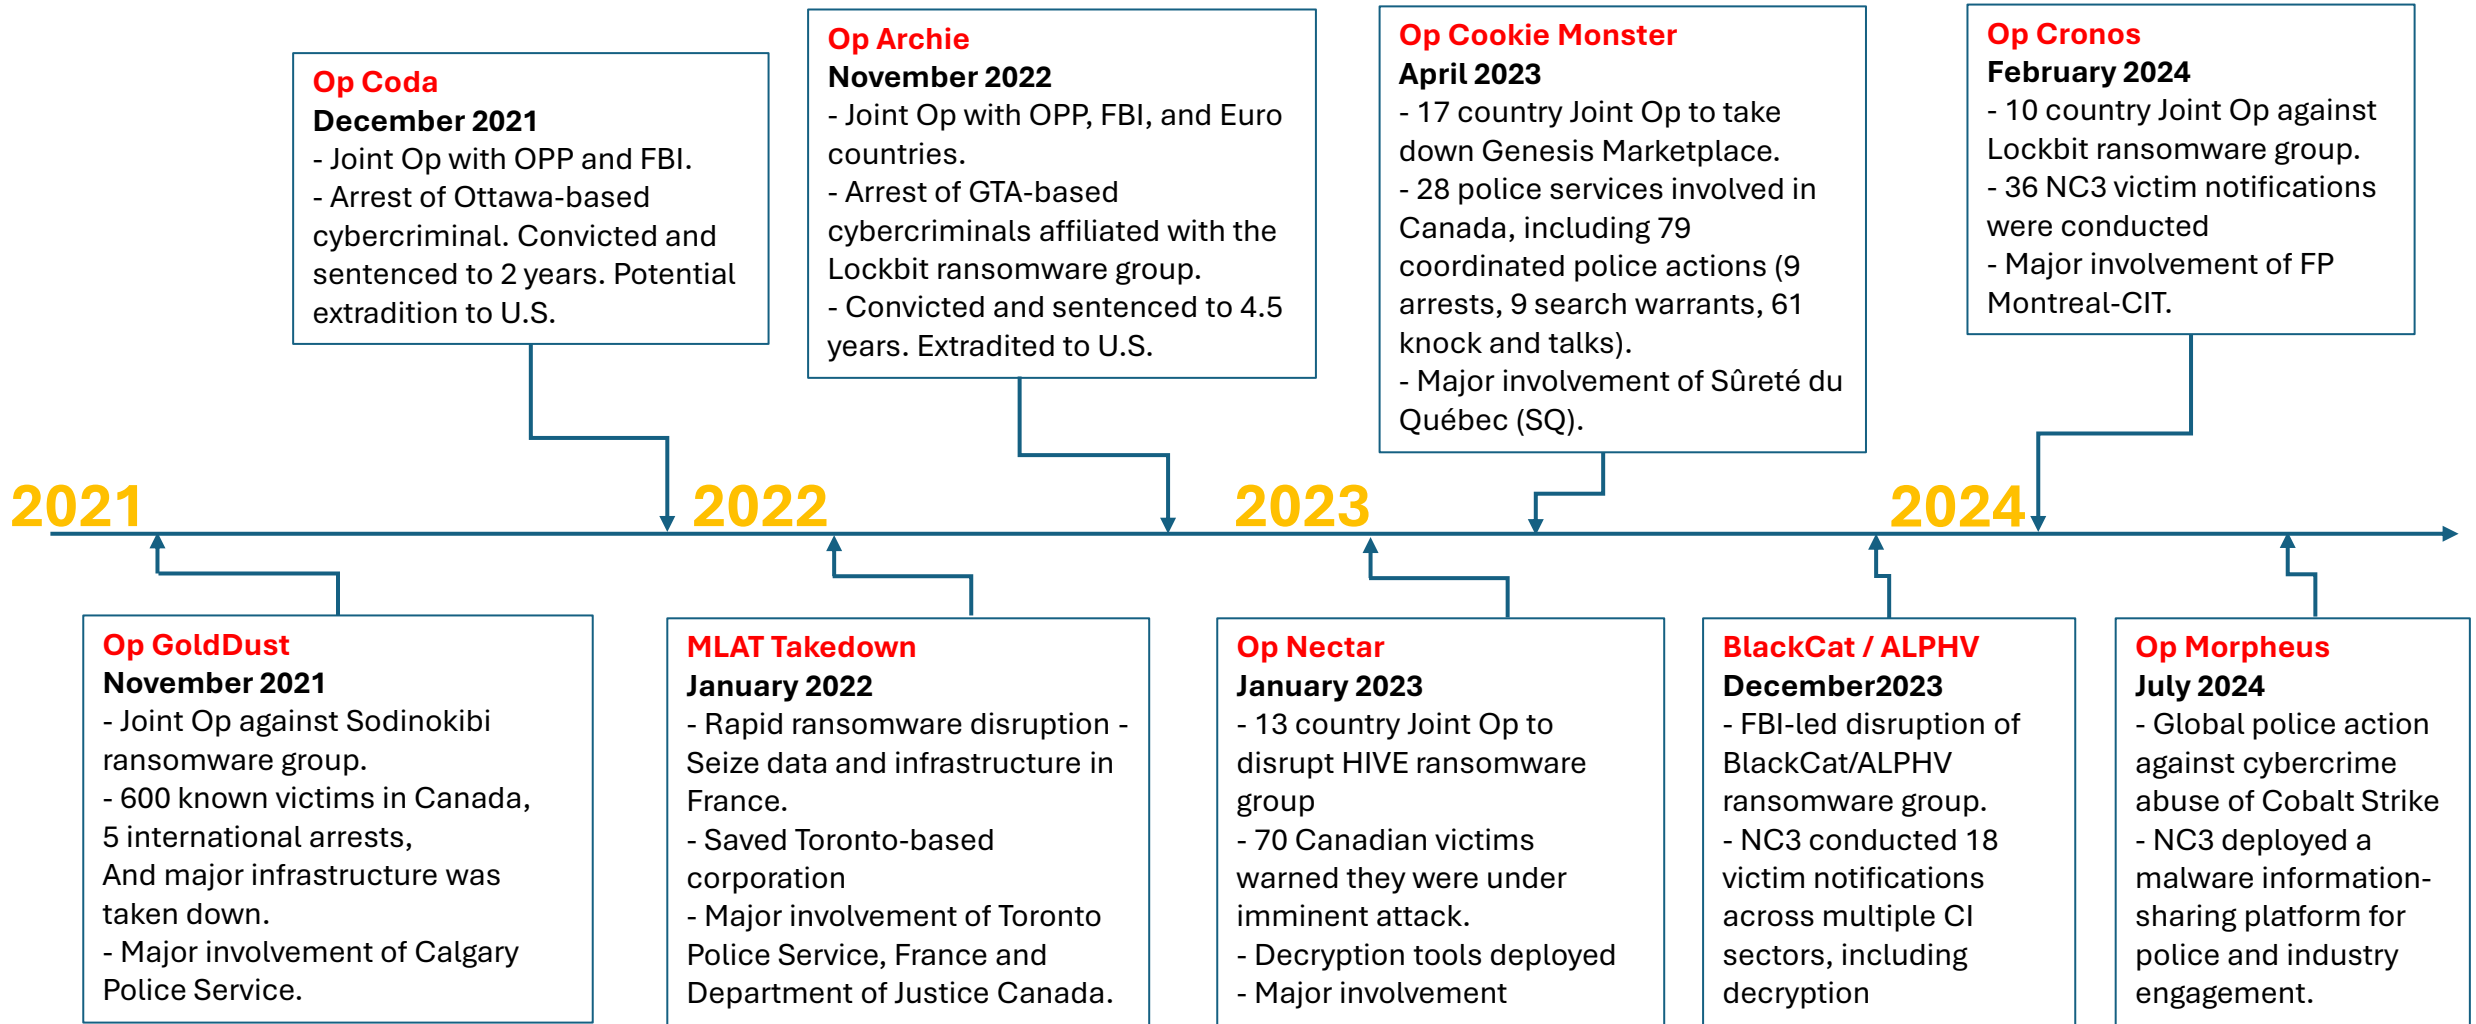 Op Coda
December 2021
- Joint Op with OPP and FBI.
- Arrest of Ottawa-based
cybercriminal. Convicted and
sentenced to 2 years. Potential
extradition to U.S.
Op Archie
November 2022
- Joint Op with OPP, FBI, and Euro
countries.
- Arrest of GTA-based
cybercriminals affiliated with the
Lockbit ransomware group.
- Convicted and sentenced to 4.5
years. Extradited to U.S.
Op Cookie Monster
April 2023
- 17 country Joint Op to take
down Genesis Marketplace.
- 28 police services involved in
Canada, including 79
coordinated police actions (9
arrests, 9 search warrants, 61
knock and talks).
- Major involvement of Sûreté du
Québec (SQ).
Op Cronos
February 2024
- 10 country Joint Op against
Lockbit ransomware group.
- 36 NC3 victim notifications
were conducted
- Major involvement of FP
Montreal-CIT.
2021
2022
2023
2024
Op GoldDust
November 2021
- Joint Op against Sodinokibi
ransomware group.
- 600 known victims in Canada,
5 international arrests,
And major infrastructure was
taken down.
- Major involvement of Calgary
Police Service.
MLAT Takedown
January 2022
- Rapid ransomware disruption -
Seize data and infrastructure in
France.
- Saved Toronto-based
corporation
- Major involvement of Toronto
Police Service, France and
Department of Justice Canada.
Op Nectar
January 2023
- 13 country Joint Op to
disrupt HIVE ransomware
group
- 70 Canadian victims
warned they were under
imminent attack.
- Decryption tools deployed
- Major involvement
BlackCat / ALPHV
December2023
- FBI-led disruption of
BlackCat/ALPHV
ransomware group.
- NC3 conducted 18
victim notifications
across multiple CI
sectors, including
decryption
Op Morpheus
July 2024
- Global police action
against cybercrime
abuse of Cobalt Strike
- NC3 deployed a
malware information-
sharing platform for
police and industry
engagement.